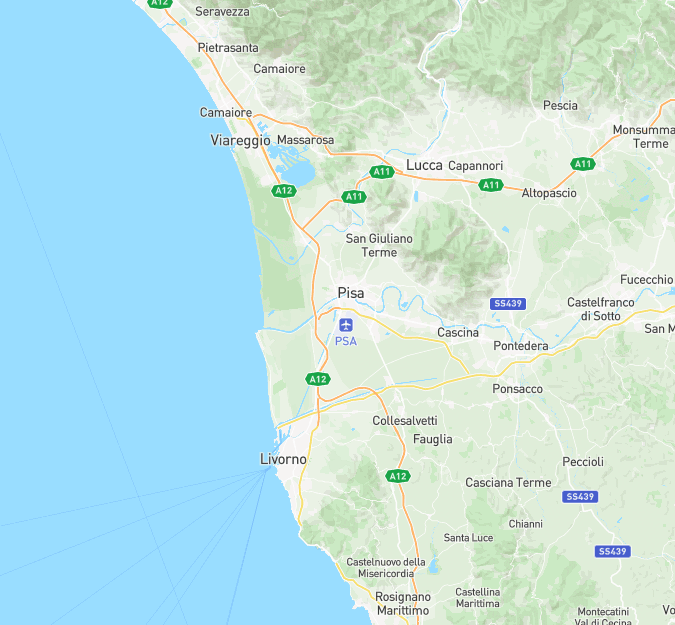 A12
Seravezza
Pietrasanta
Camaiore
Pescia
Camaiore
Monsumma
Terme
Viareggio
Massarosa
Lucca
Capannori
A11
A11
A11
A12
A11
Altopascio
San Giuliano
Terme
Fucecchio
Pisa
SS439
Castelfranco
di Sotto
PSA
Cascina
San M
Pontedera
A12
Ponsacco
Collesalvetti
Fauglia
Livorno
Peccioli
A12
Casciana Terme
SS439
Chianni
Santa Luce
SS439
Castelnuovo della
Misericordia
Rosignano
Marittimo
Castellina
Marittima
Montecatini
Val di Cecina
Vo